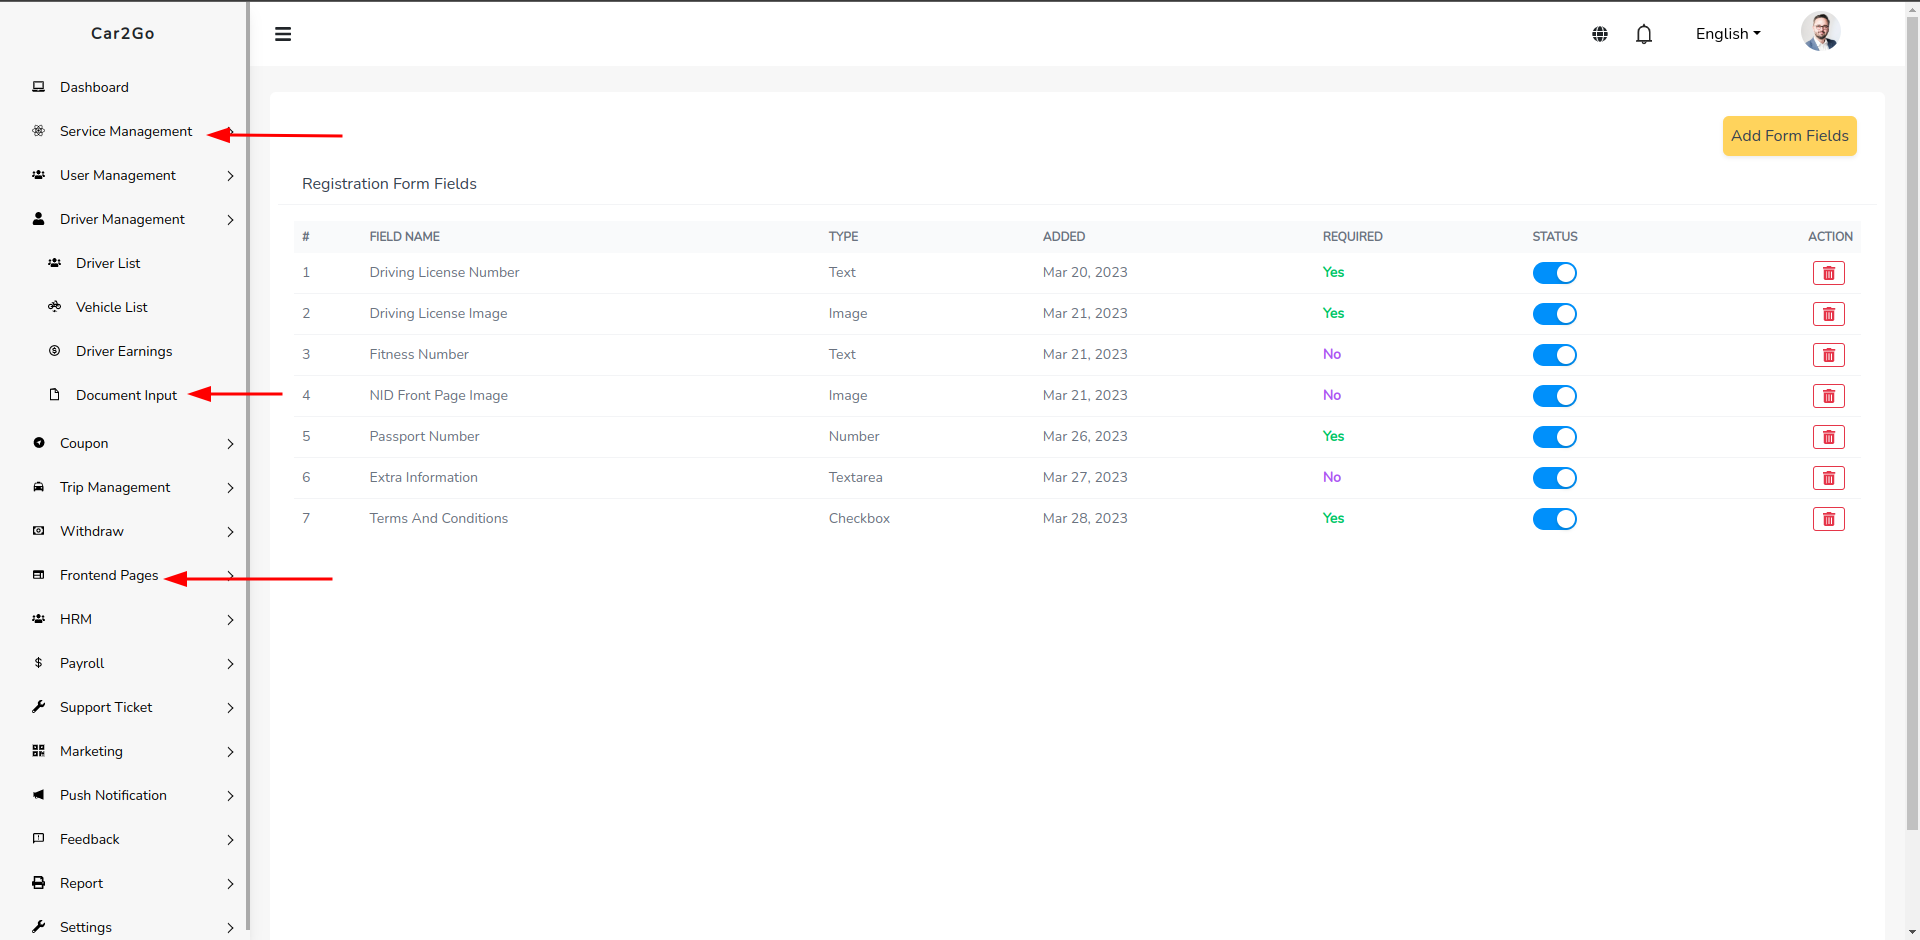 Car2Go
English
Dashboard
Service Management
User Management
Driver Management
Driver List
Vehicle List
Driver Earnings
Document Input
Coupon
Trip Management
Withdraw
Frontend Pages
HRM
Payroll
Support Ticket
Marketing
Push Notification
Feedback
Report
Settings
Add Form Fields
Registration Form Fields
# FIELD NAME TYPE ADDED REQUIRED STATUS ACTION
1 Driving License Number Text Mar 20, 2023 Yes
2 Driving License Image Image Mar 21, 2023 Yes
3 Fitness Number Text Mar 21, 2023 No
4 NID Front Page Image Image Mar 21, 2023 No
5 Passport Number Number Mar 26, 2023 Yes
6 Extra Information Textarea Mar 27, 2023 No
7 Terms And Conditions Checkbox Mar 28, 2023 Yes